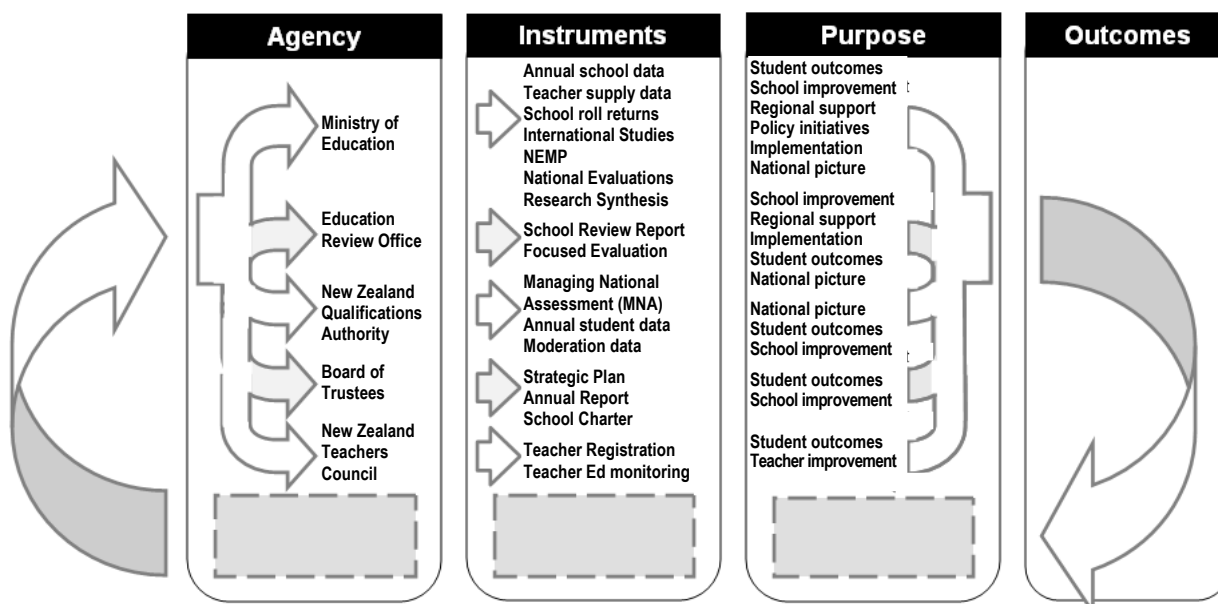 Agency
Instruments
Purpose
Outcomes
Ministry of
Education
Education
Review Office
New Zealand
Qualifications
Authority
Board of
Trustees
New Zealand
Teachers
Council
Annual school data
Teacher supply data
School roll returns
International Studies
NEMP
National Evaluations
Research Synthesis
School Review Report
Focused Evaluation
Managing National
Assessment (MNA)
Annual student data
Moderation data
Strategic Plan
Annual Report
School Charter
Teacher Registration
Teacher Ed monitoring
Student outcomes
School improvement
Regional support
Policy initiatives
Implementation
National picture
School improvement
Regional support
Implementation
Student outcomes
National picture
National picture
Student outcomes
School improvement
Student outcomes
School improvement
Student outcomes
Teacher improvement